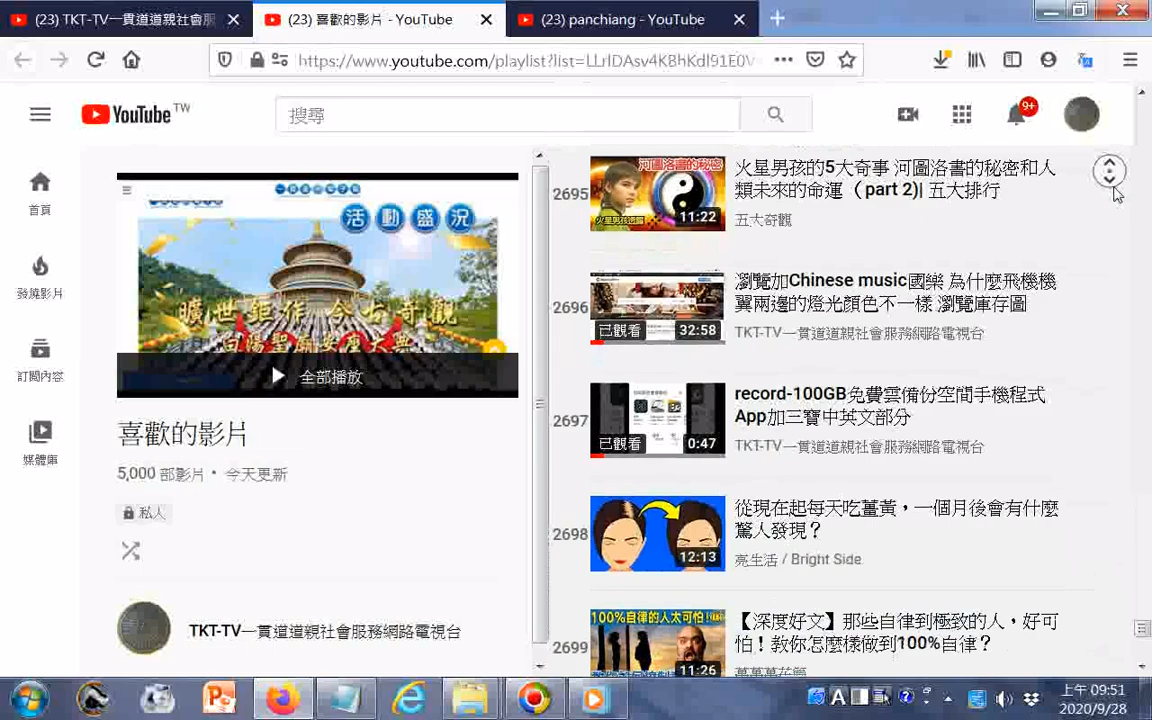 (23) TKT-TV一貫道道親社會服
(23) 喜歡的影片 - YouTube
(23) panchiang - YouTube
https://www.youtube.com/playlist?list=LLrlDAsv4KBhKdl91E0V
YouTube TW
搜尋
9+
首頁
發燒影片
訂閱內容
媒體庫
活動盛況
曠世鉅作 今古奇觀
全部播放
喜歡的影片
5,000 部影片 • 今天更新
私人
TKT-TV一貫道道親社會服務網路電視台
2695
河圖洛書的秘密
11:22
火星男孩的5大奇事 河圖洛書的秘密和人
類未來的命運（part 2)| 五大排行
五大奇觀
2696
已觀看
32:58
瀏覽加Chinese music國樂 為什麼飛機機
翼兩邊的燈光顏色不一樣 瀏覽庫存圖
TKT-TV一貫道道親社會服務網路電視台
2697
已觀看
0:47
record-100GB免費雲備份空間手機程式
App加三寶中英文部分
TKT-TV一貫道道親社會服務網路電視台
2698
12:13
從現在起每天吃薑黃，一個月後會有什麼
驚人發現？
亮生活 / Bright Side
2699
100%自律的人太可怕
11:26
【深度好文】那些自律到極致的人，好可
怕！教你怎麼樣做到100%自律？
上午 09:51
2020/9/28